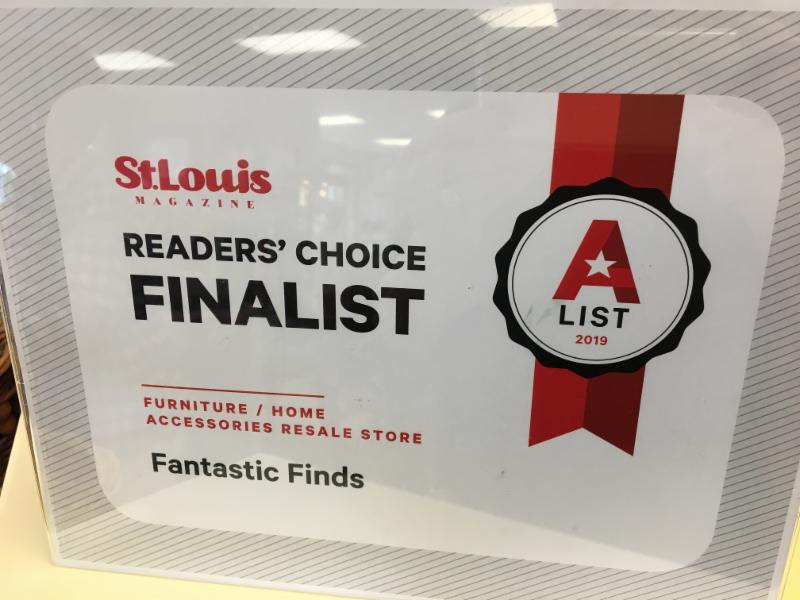 St.Louis
MAGAZINE
READERS' CHOICE
FINALIST
FURNITURE / HOME
ACCESSORIES RESALE STORE
Fantastic Finds
A
LIST
2019